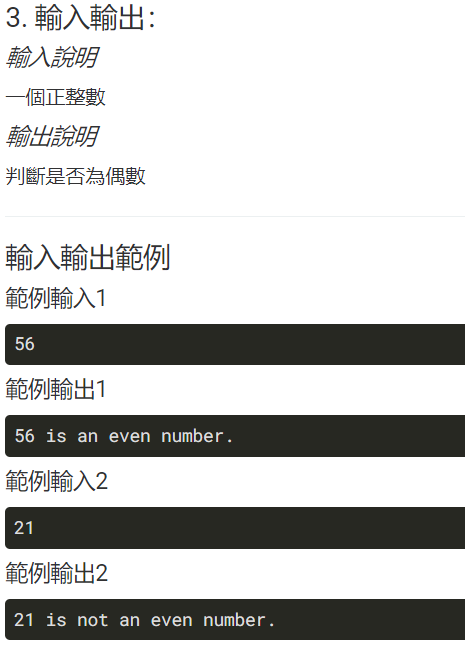 3. 輸入輸出:
輸入說明
一個正整數
輸出說明
判斷是否為偶數
輸入輸出範例
範例輸入1
56
範例輸出1
56 is an even number.
範例輸入2
21
範例輸出2
21 is not an even number.